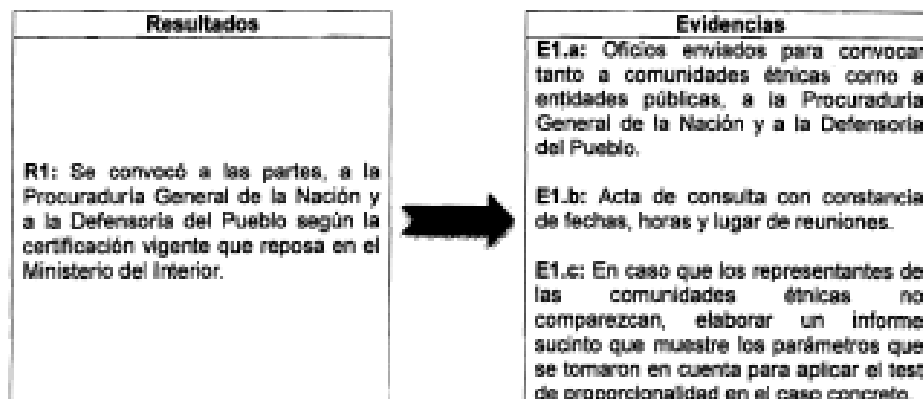 Resultados
R1: Se convocó a las partes, a la
Procuraduría General de la Nación y
a la Defensoría del Pueblo según la
certificación vigente que reposa en el
Ministerio del Interior.
Evidencias
E1.a: Oficios enviados para convocar
tanto a comunidades étnicas como a
entidades públicas, a la Procuraduría
General de la Nación y a la Defensoría
del Pueblo.
E1.b: Acta de consulta con constancia
de fechas, horas y lugar de reuniones.
E1.c: En caso que los representantes de
las comunidades étnicas no
comparezcan, elaborar un informe
sucinto que muestre los parámetros que
se tomaron en cuenta para aplicar el test
de proporcionalidad en el caso concreto.